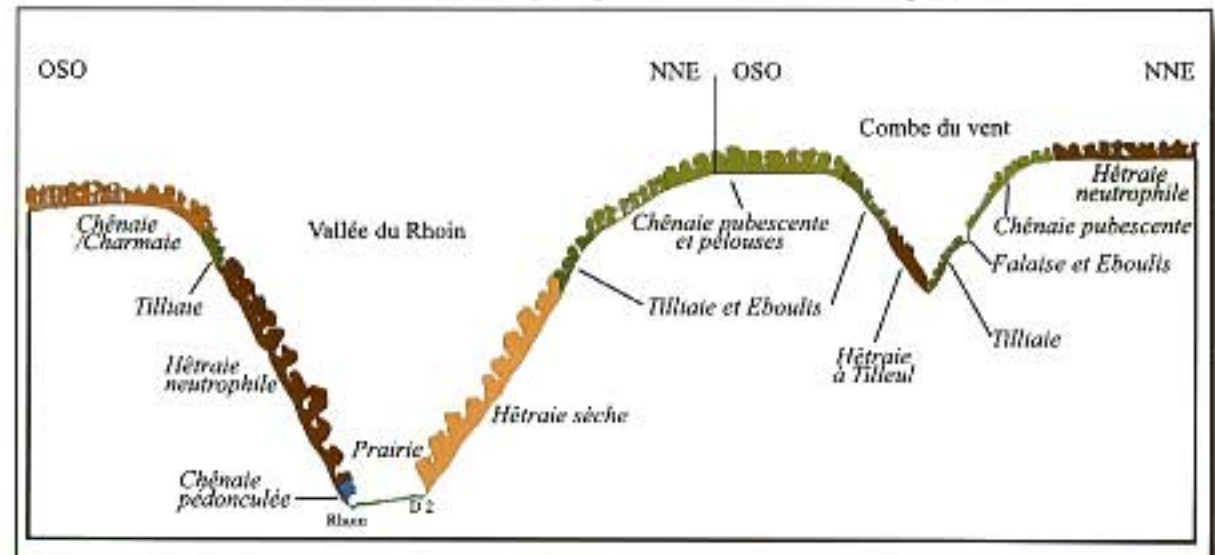 OSO
NNE
OSO
NNE
Combe du vent
Hêtraie
neutrophile
Chênaie
/Charmaie
Vallée du Rhoin
Chênaie pubescente
et pelouses
Chênaie pubescente
Falaise et Eboulis
Tilliaie
Tilliaie et Eboulis
Tilliaie
Hêtraie
neutrophile
Hêtraie
à Tilleul
Hêtraie sèche
Prairie
Chênaie
pédonculée
Rhoin
D 2